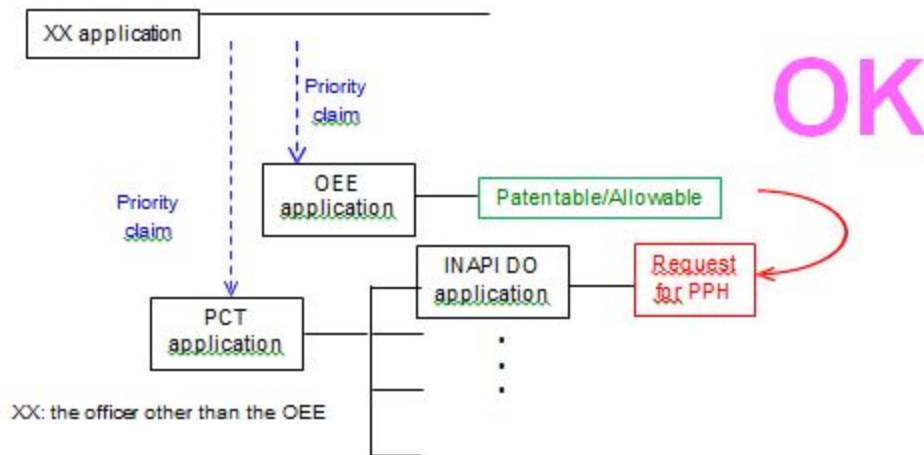 XX application
OK
Priority
claim
OEE
application
Patentable/Allowable
Priority
claim
INAPI DO
application
Request
for PPH
PCT
application
XX: the officer other than the OEE